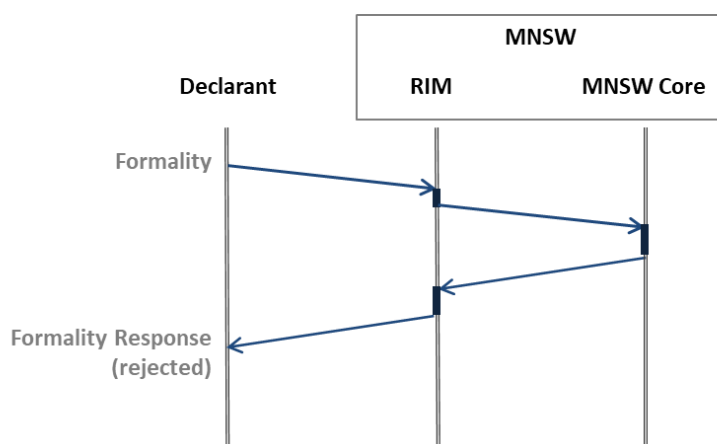 MNSW
Declarant
RIM
MNSW Core
Formality
Formality Response
(rejected)